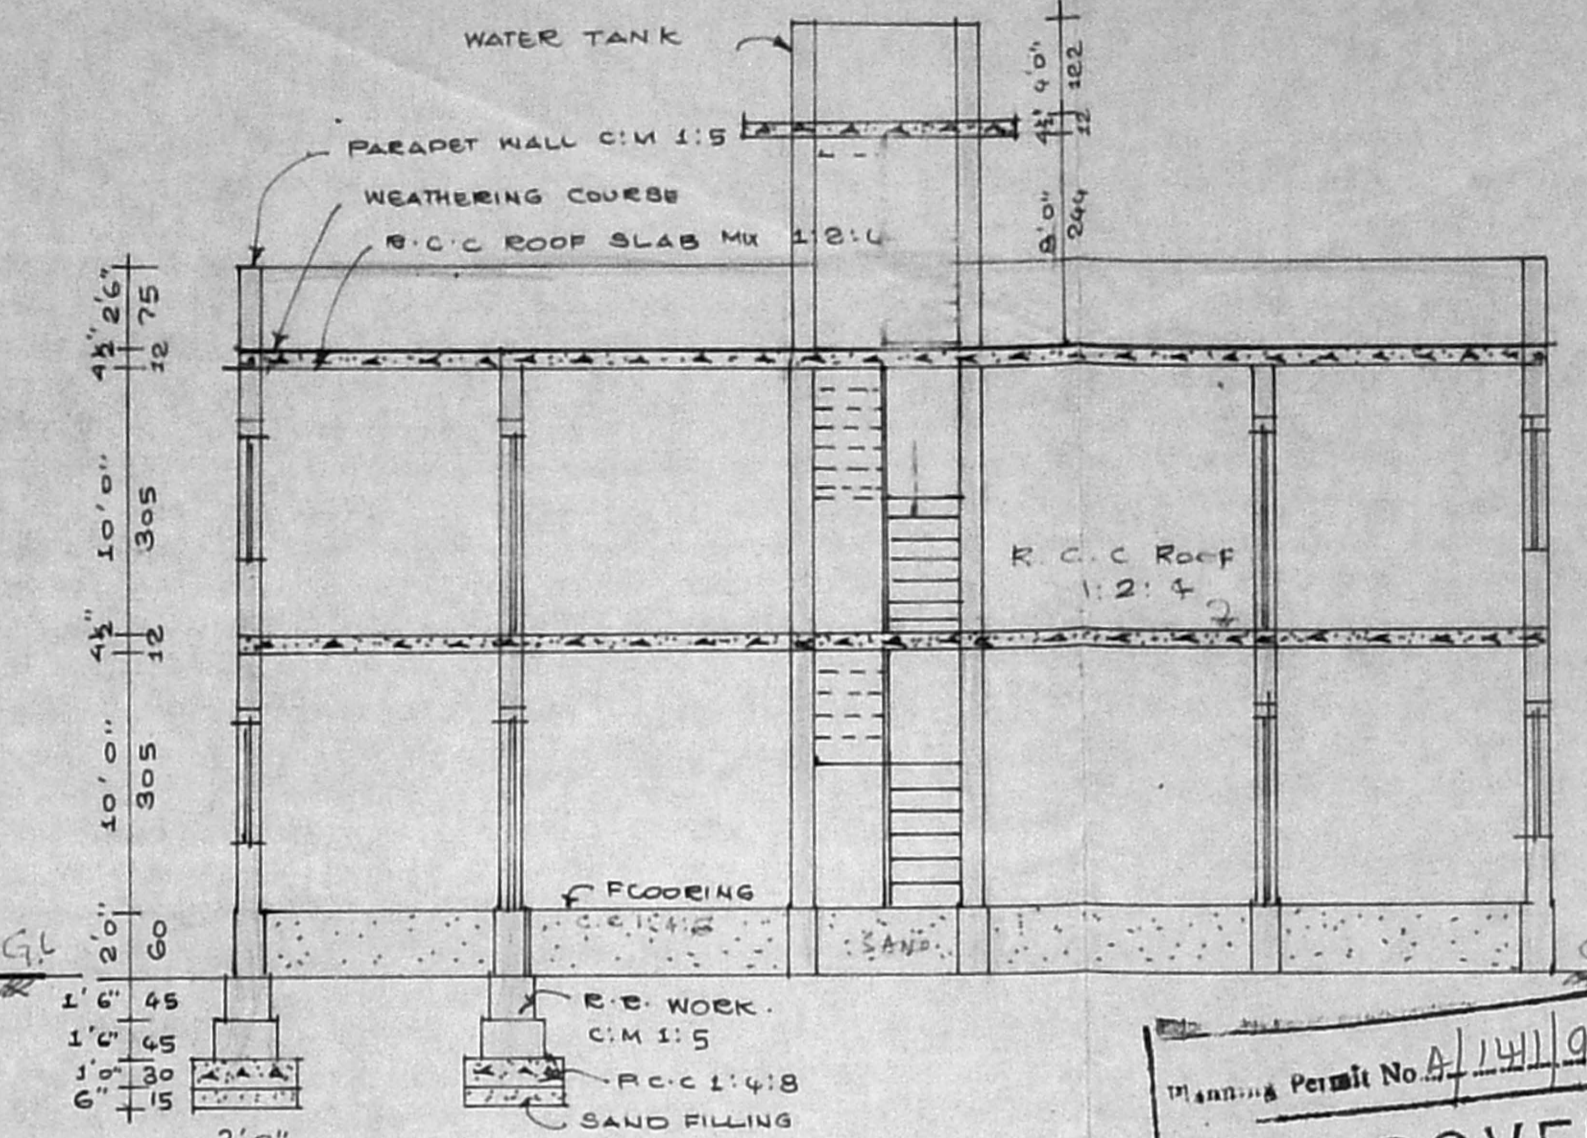 WATER TANK
PARAPET WALL C:M 1:5
WEATHERING COURSE
R.C.C ROOF SLAB MIX 1:2:4
4'0" 122
4½" 12
8'0" 244
2'6" 75
4½" 12
10'0" 305
4½" 12
10'0" 305
2'0" 60
1'6" 45
1'6" 45
1'0" 30
6" 15
R.C.C ROOF
1:2:4
FLOORING
SAND
G.L
R.R. WORK.
C:M 1:5
P.C.C 1:4:8
SAND FILLING
Planning Permit No. A/141/9